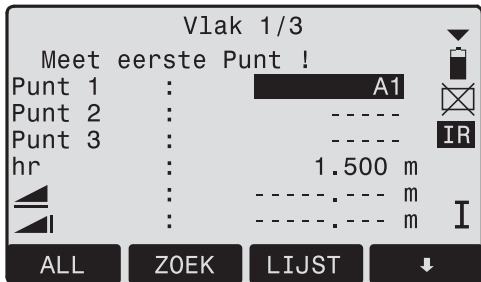 Vlak 1/3
Meet eerste Punt !
Punt 1 : A1
Punt 2 : -----
Punt 3 : -----
IR
hr : 1.500 m
: -----.--- m
: -----.--- m
I
ALL ZOEK LIJST